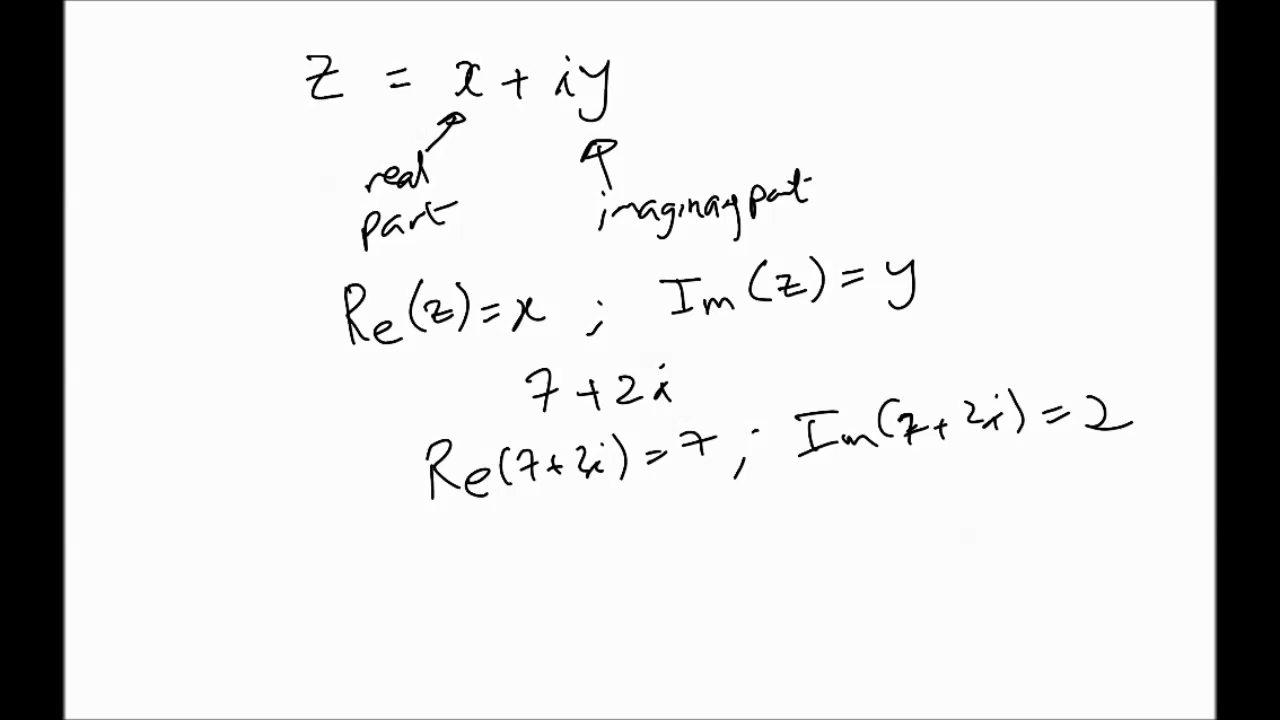 z = x + iy
real part
imaginary part
Re(z) = x ; Im(z) = y
7 + 2i
Re(7+2i) = 7 ; Im(7+2i) = 2